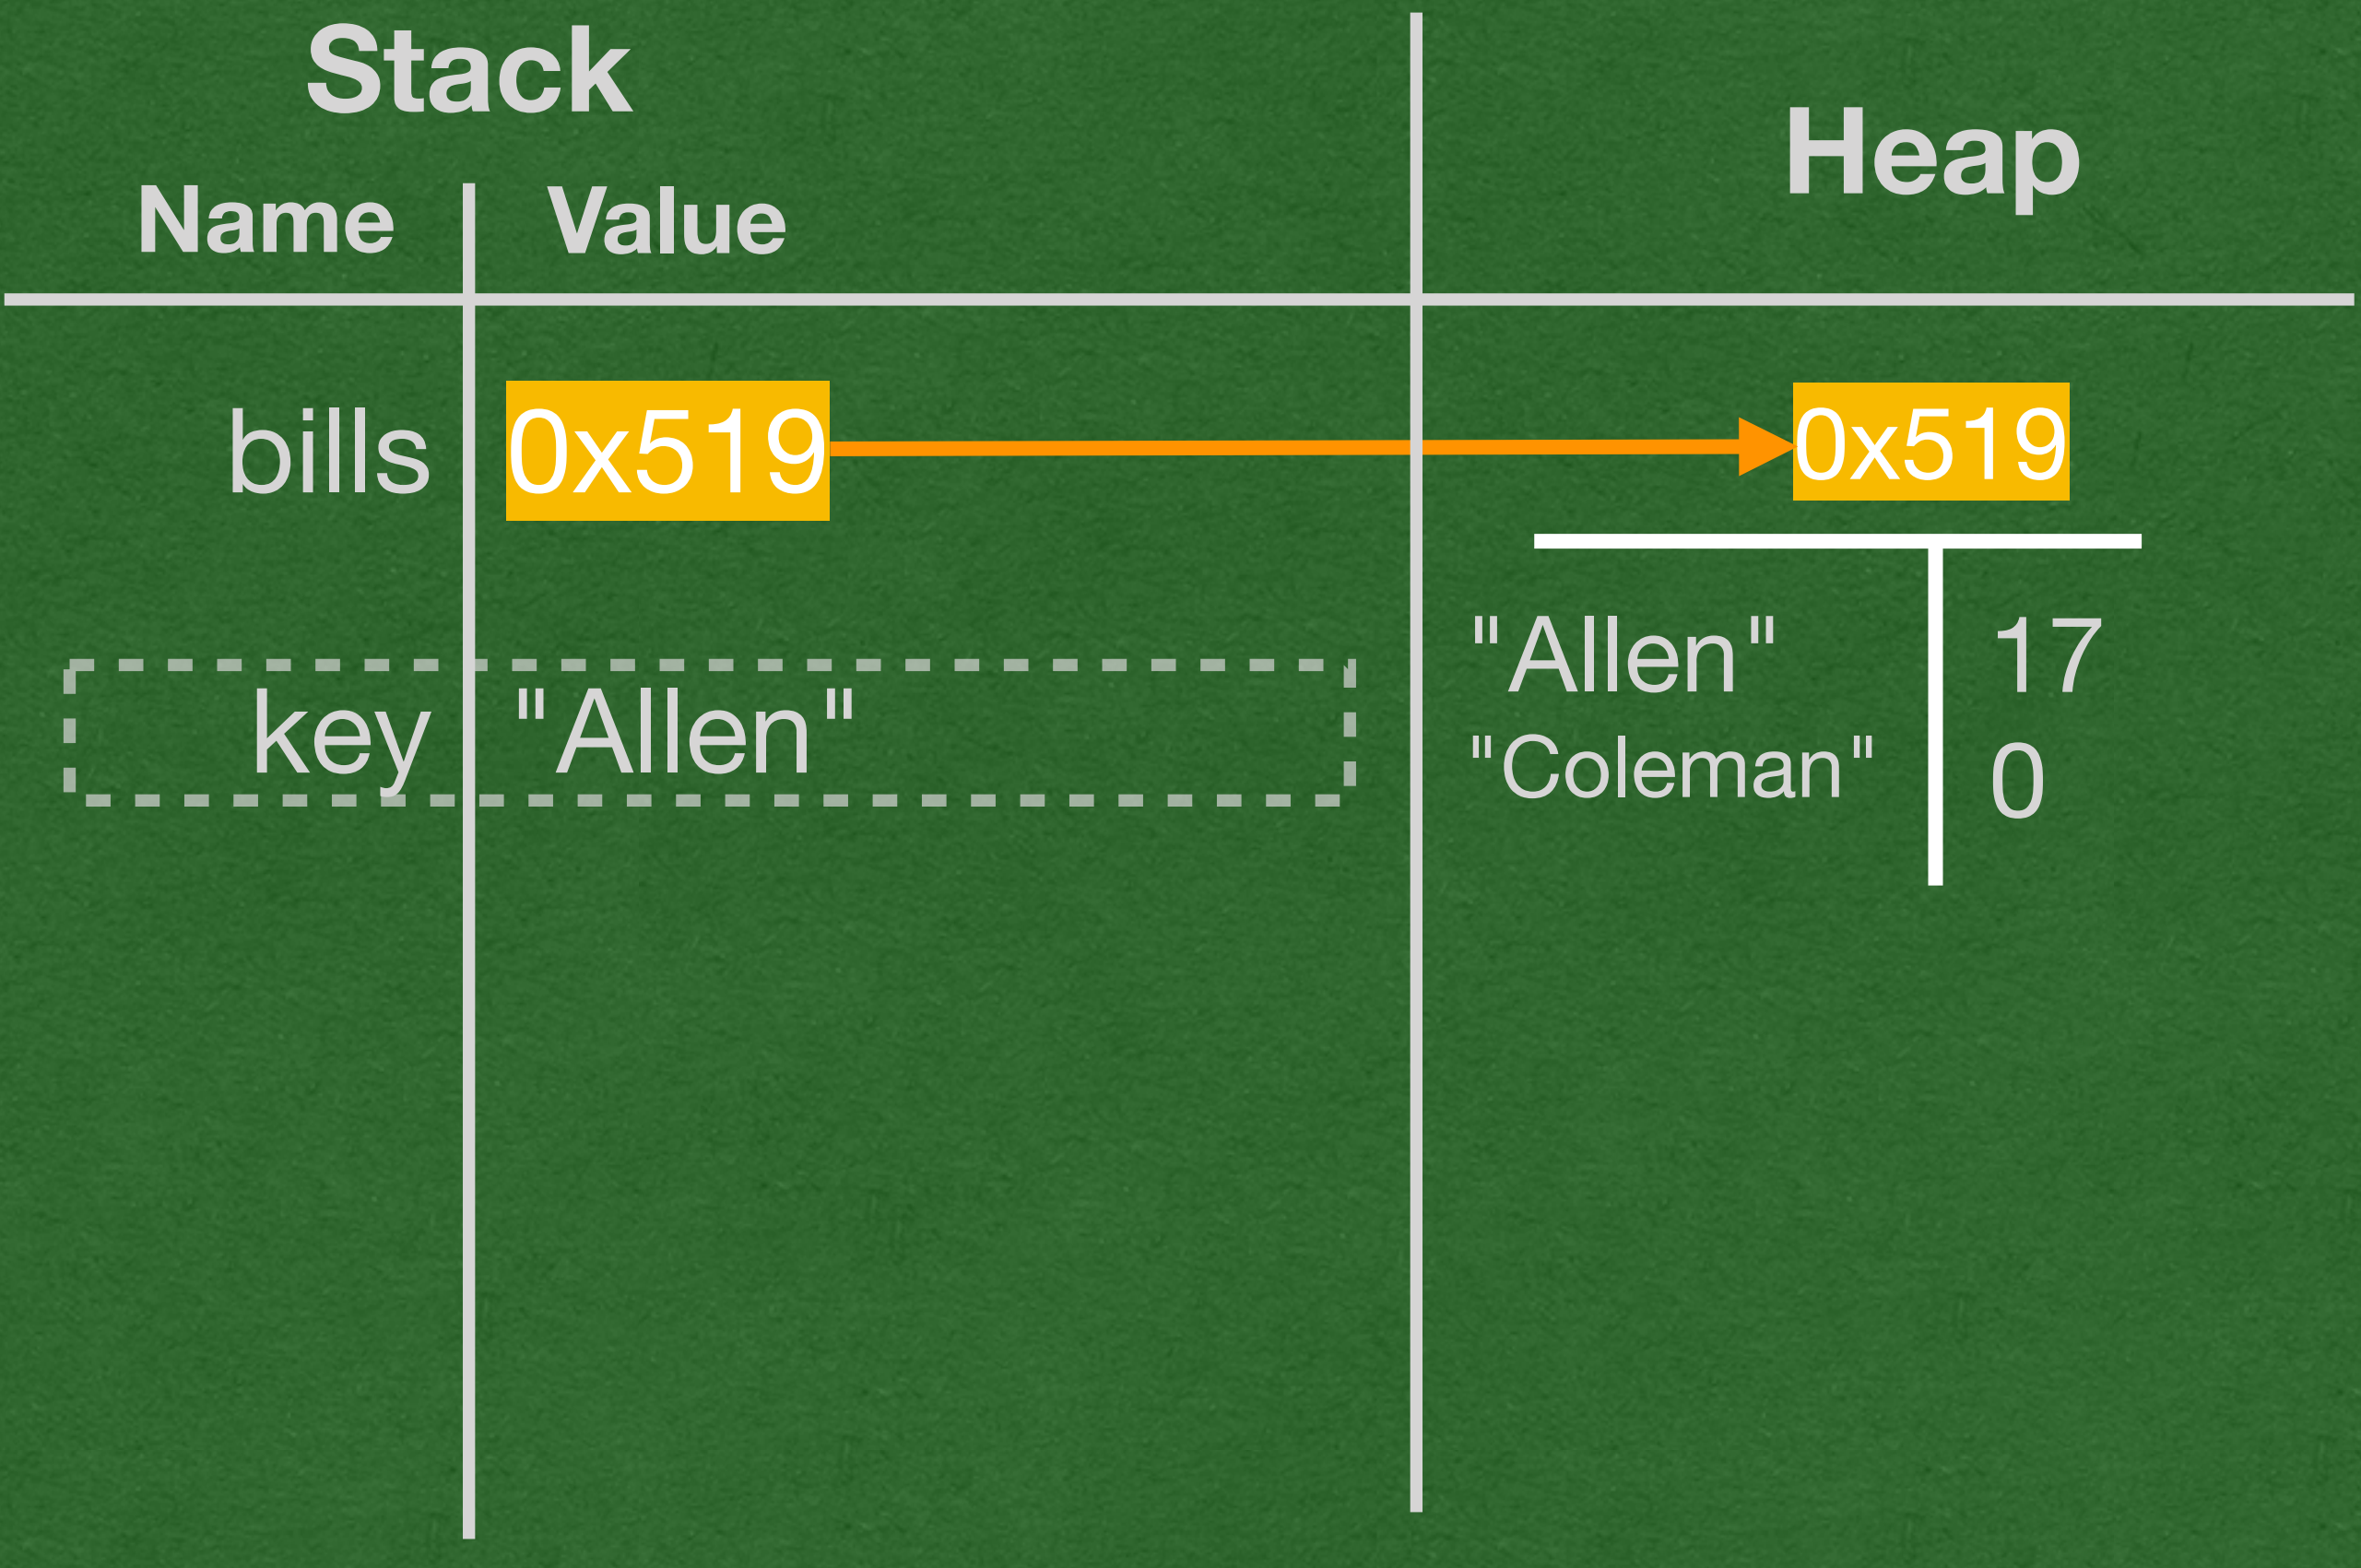 Stack
Heap
Name Value
bills 0x519 0x519
"Allen" 17
key "Allen"
"Coleman" 0